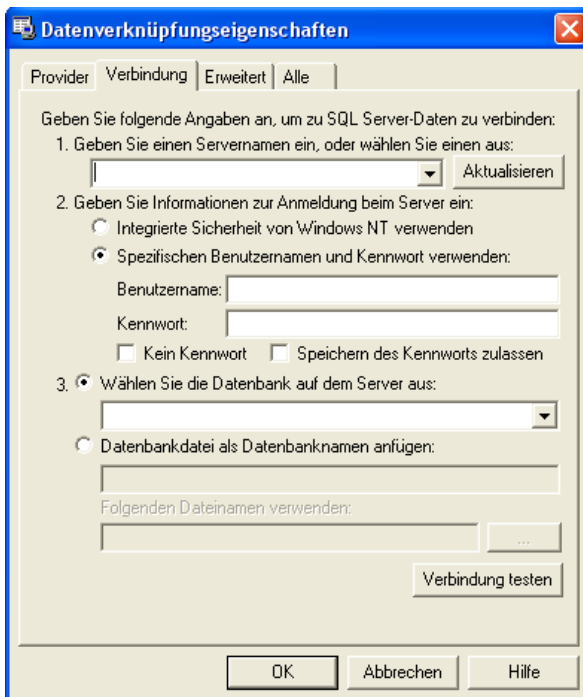 Datenverknüpfungseigenschaften
Provider Verbindung Erweitert Alle
Geben Sie folgende Angaben an, um zu SQL Server-Daten zu verbinden:
1. Geben Sie einen Servernamen ein, oder wählen Sie einen aus:
Aktualisieren
2. Geben Sie Informationen zur Anmeldung beim Server ein:
Integrierte Sicherheit von Windows NT verwenden
Spezifischen Benutzernamen und Kennwort verwenden:
Benutzername:
Kennwort:
Kein Kennwort Speichern des Kennworts zulassen
3. Wählen Sie die Datenbank auf dem Server aus:
Datenbankdatei als Datenbanknamen anfügen:
Folgenden Dateinamen verwenden:
...
Verbindung testen
OK Abbrechen Hilfe